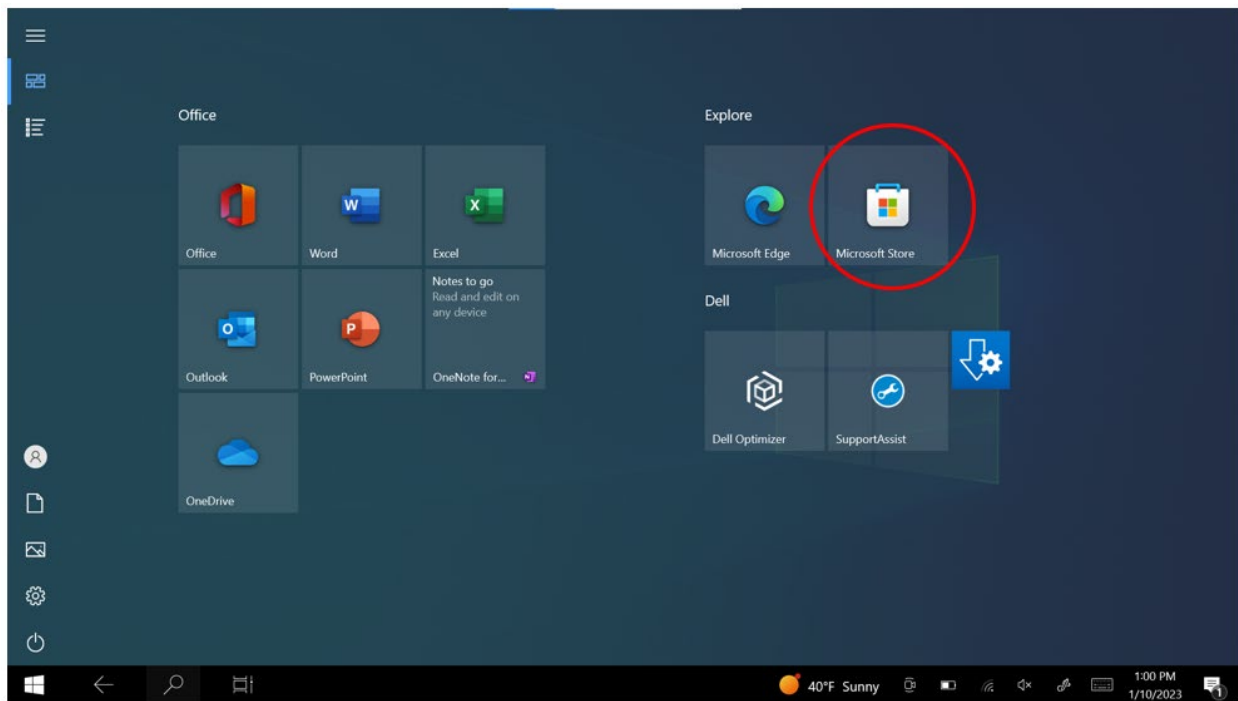 Office
Explore
Office
Word
Excel
Microsoft Edge
Microsoft Store
Notes to go
Read and edit on
any device
Dell
Outlook
PowerPoint
OneNote for...
Dell Optimizer
SupportAssist
OneDrive
40°F Sunny
1:00 PM
1/10/2023
1